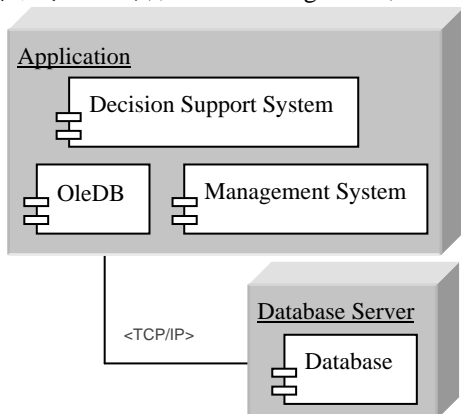 Application
Decision Support System
OleDB
Management System
Database Server
<TCP/IP>
Database